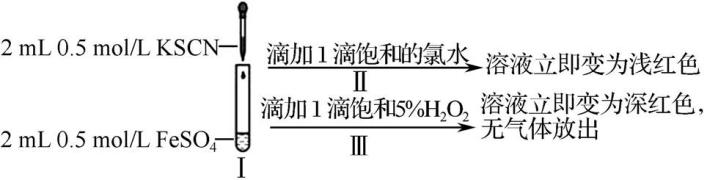 2 mL 0.5 mol/L KSCN
滴加1滴饱和的氯水
Ⅱ
溶液立即变为浅红色
滴加1滴饱和5%H₂O₂
Ⅲ
溶液立即变为深红色,
无气体放出
2 mL 0.5 mol/L FeSO₄
Ⅰ